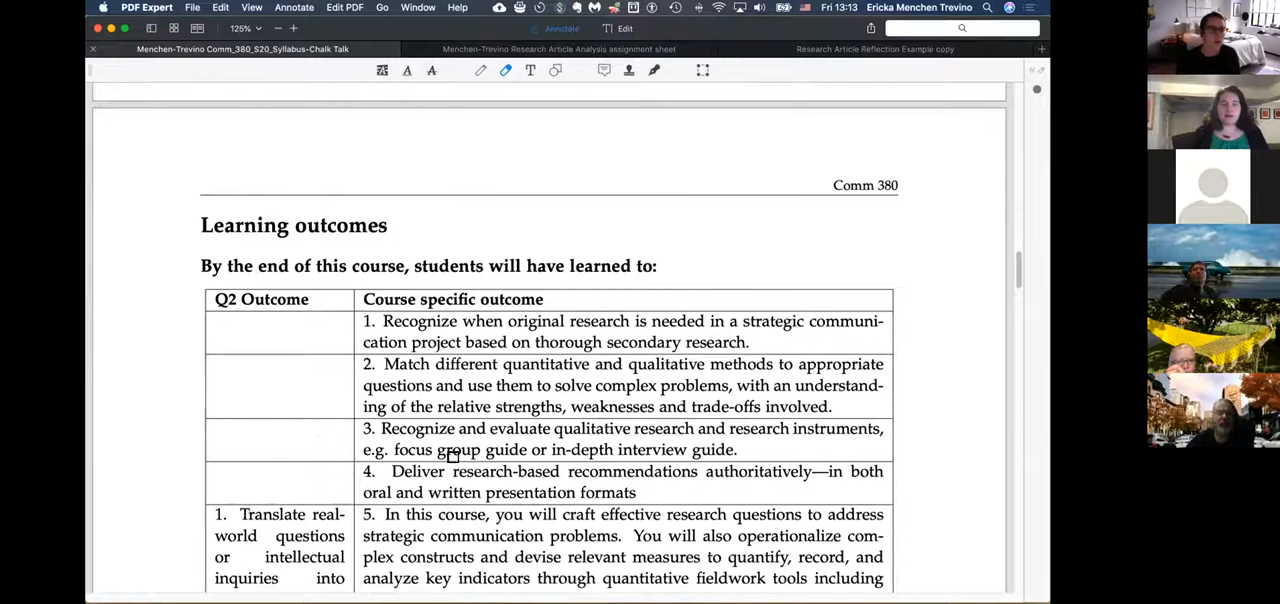 PDF Expert File Edit View Annotate Edit PDF Go Window Help Fri 13:13 Ericka Menchen Trevino
125% Annotate Edit
Menchen-Trevino Comm_380_S20_Syllabus-Chalk Talk Menchen-Trevino Research Article Analysis assignment sheet Research Article Reflection Example copy
Comm 380
Learning outcomes
By the end of this course, students will have learned to:
Q2 Outcome Course specific outcome
1. Recognize when original research is needed in a strategic communi-
cation project based on thorough secondary research.
2. Match different quantitative and qualitative methods to appropriate
questions and use them to solve complex problems, with an understand-
ing of the relative strengths, weaknesses and trade-offs involved.
3. Recognize and evaluate qualitative research and research instruments,
e.g. focus group guide or in-depth interview guide.
4. Deliver research-based recommendations authoritatively—in both
oral and written presentation formats
1. Translate real-
world questions
or intellectual
inquiries into
5. In this course, you will craft effective research questions to address
strategic communication problems. You will also operationalize com-
plex constructs and devise relevant measures to quantify, record, and
analyze key indicators through quantitative fieldwork tools including